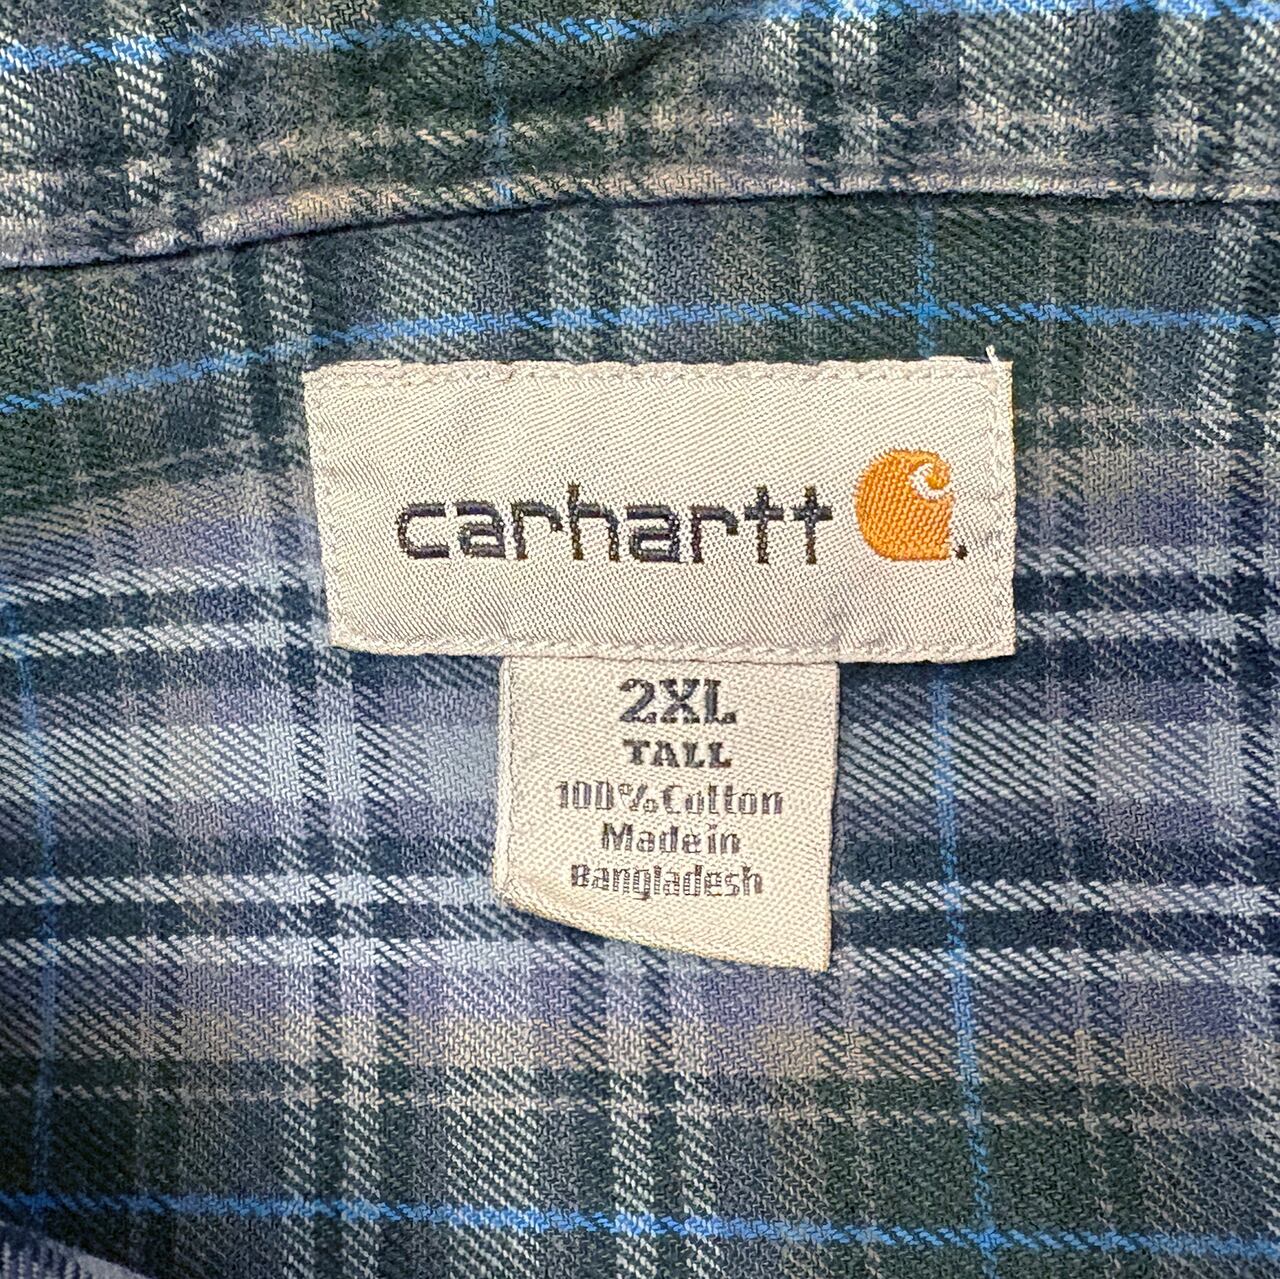 carhartt
2XL
TALL
100% Cotton
Made in
Bangladesh